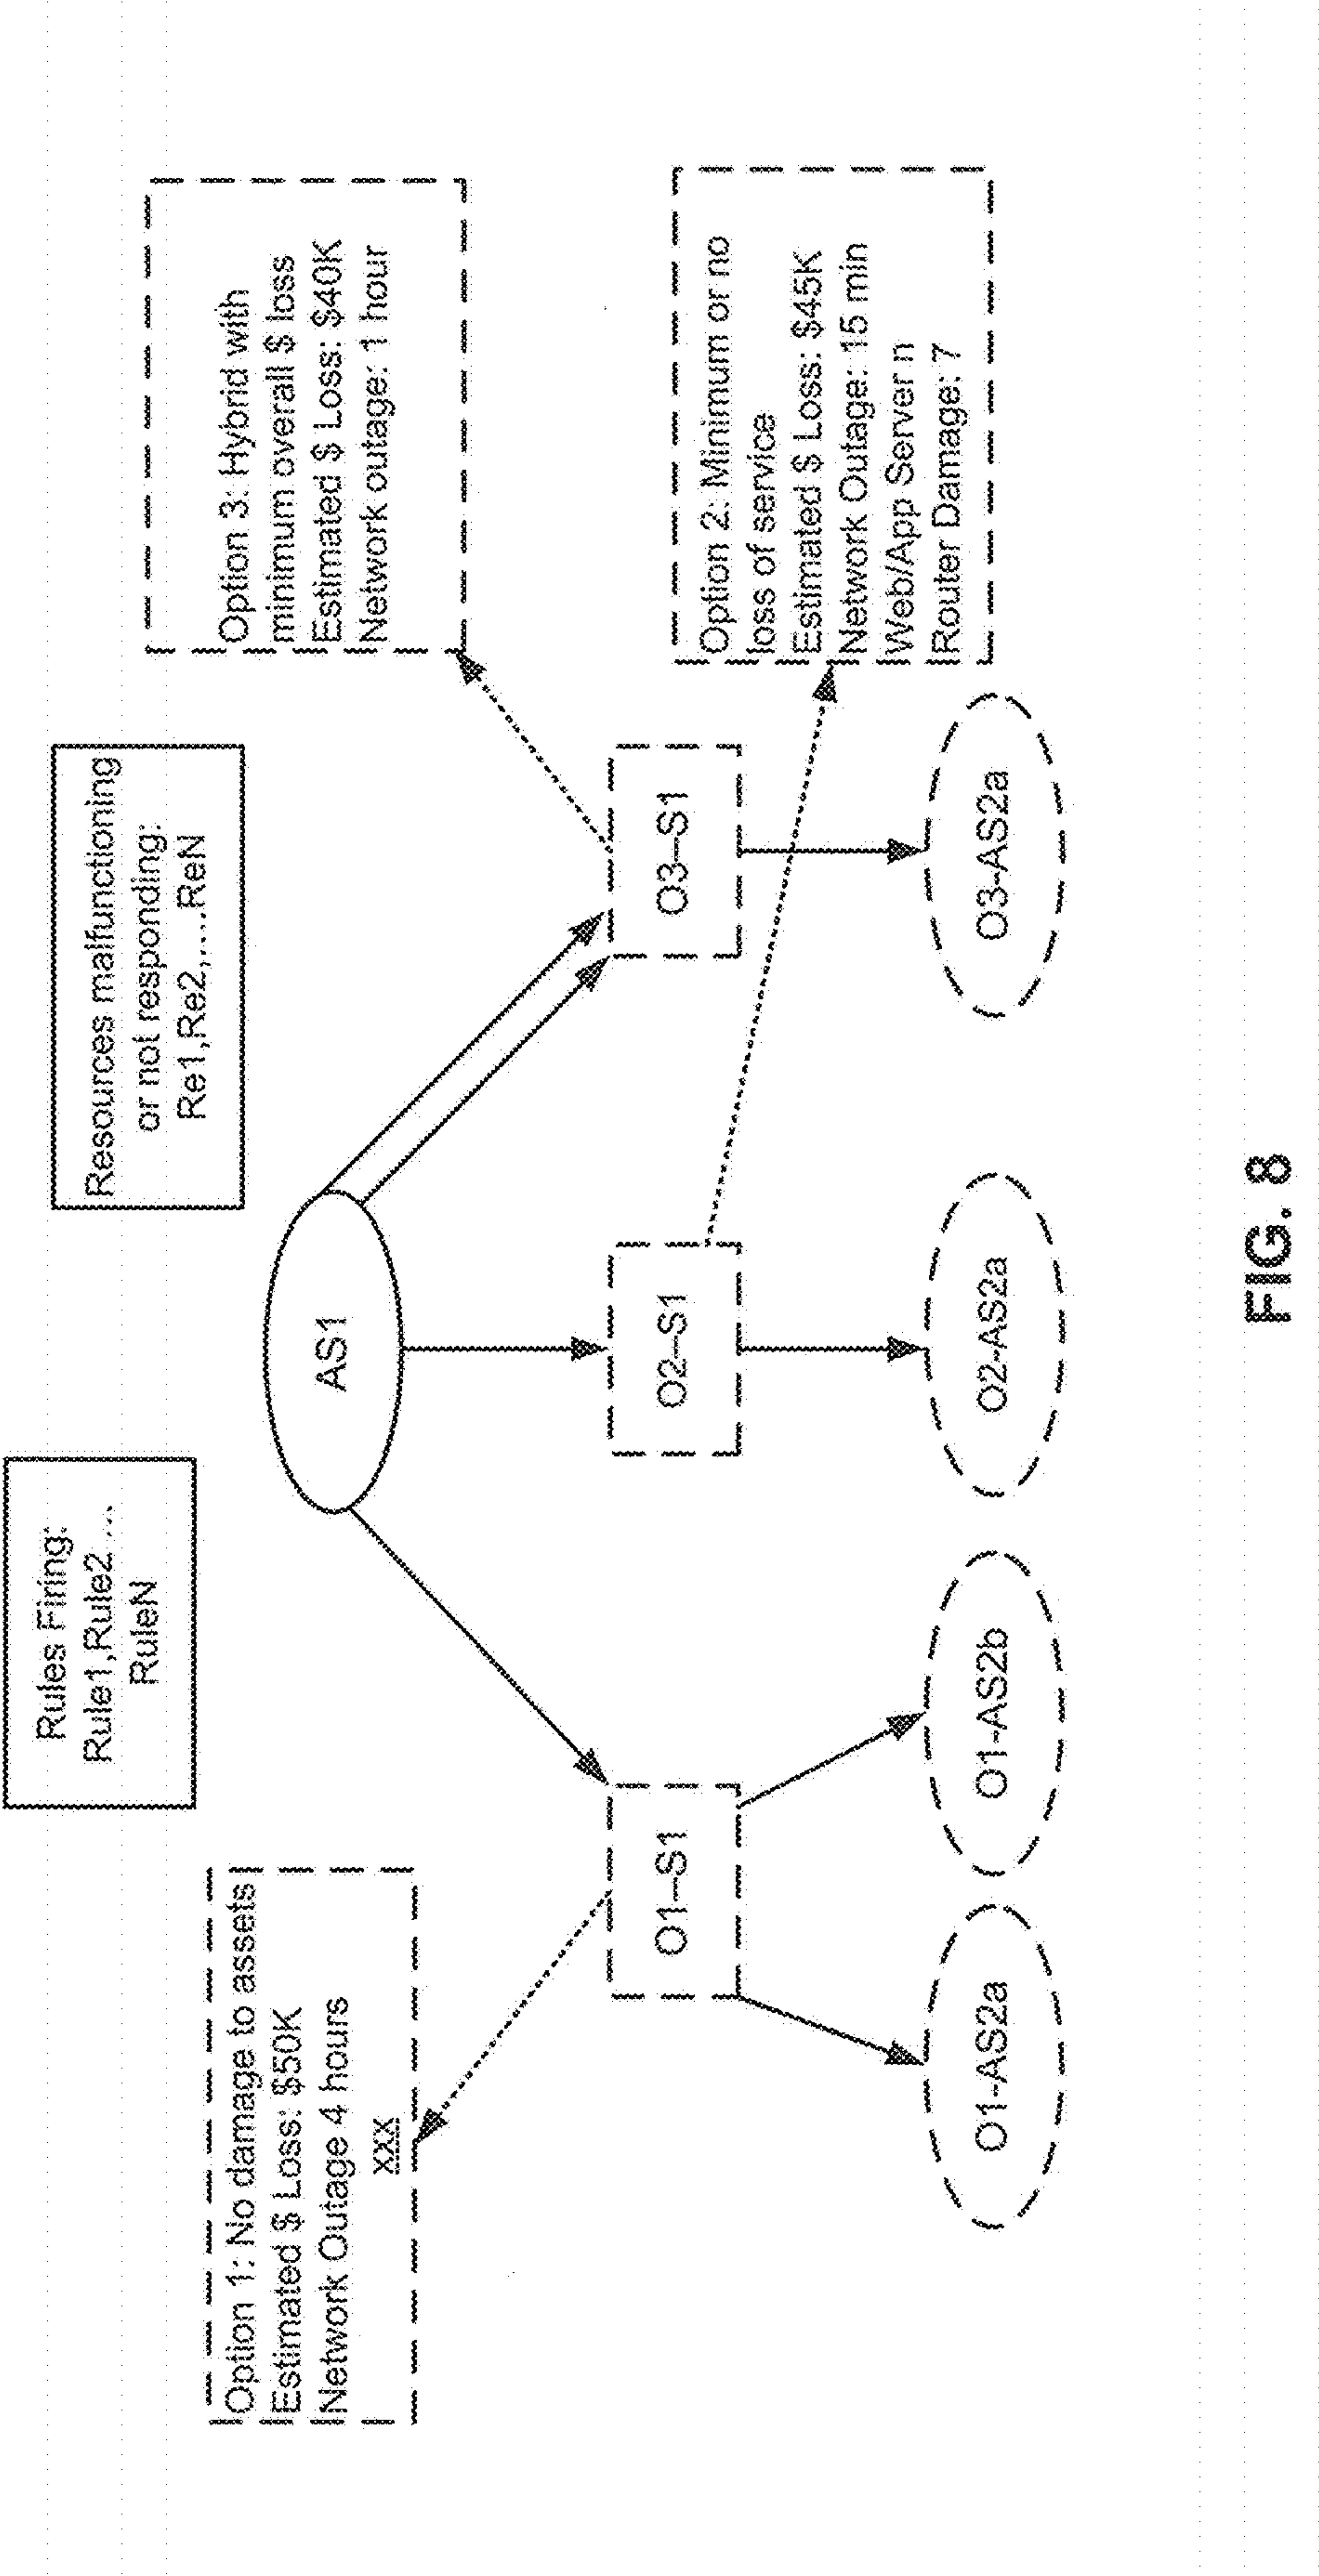 Rules Firing:
Rule1,Rule2 ...
RuleN
Resources malfunctioning
or not responding:
Re1,Re2,....ReN
Option 1: No damage to assets
Estimated $ Loss: $50K
Network Outage 4 hours
XXX
AS1
Option 3: Hybrid with
minimum overall $ loss
Estimated $ Loss: $40K
Network outage: 1 hour
O1–S1
O2–S1
O3–S1
Option 2: Minimum or no
loss of service
Estimated $ Loss: $45K
Network Outage: 15 min
Web/App Server n
Router Damage: 7
O1-AS2a
O1-AS2b
O2-AS2a
O3-AS2a
FIG. 8